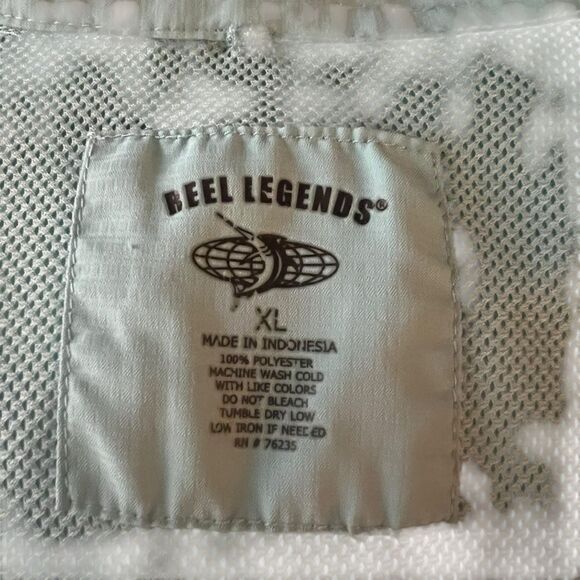 REEL LEGENDS®
XL
MADE IN INDONESIA
100% POLYESTER
MACHINE WASH COLD
WITH LIKE COLORS
DO NOT BLEACH
TUMBLE DRY LOW
LOW IRON IF NEEDED
RN # 76235